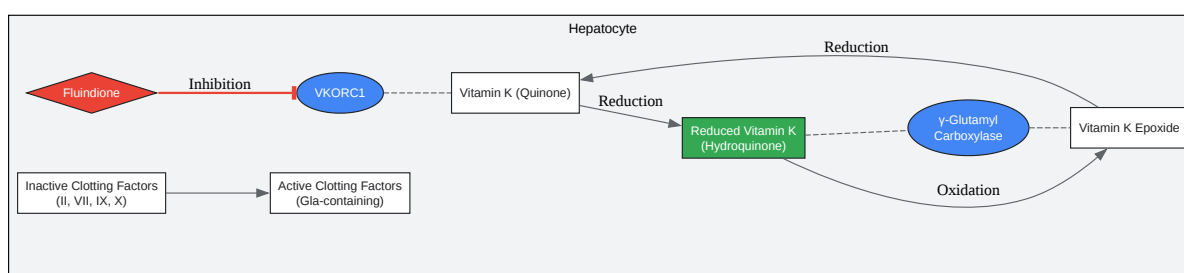 Hepatocyte
Reduction
Fluindione
Inhibition
VKORC1
Vitamin K (Quinone)
Reduction
Reduced Vitamin K
(Hydroquinone)
γ-Glutamyl
Carboxylase
Vitamin K Epoxide
Oxidation
Inactive Clotting Factors
(II, VII, IX, X)
Active Clotting Factors
(Gla-containing)